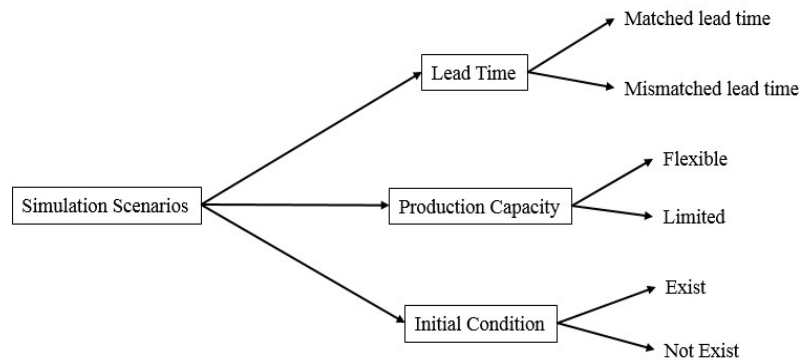 Simulation Scenarios
Lead Time
Matched lead time
Mismatched lead time
Production Capacity
Flexible
Limited
Initial Condition
Exist
Not Exist